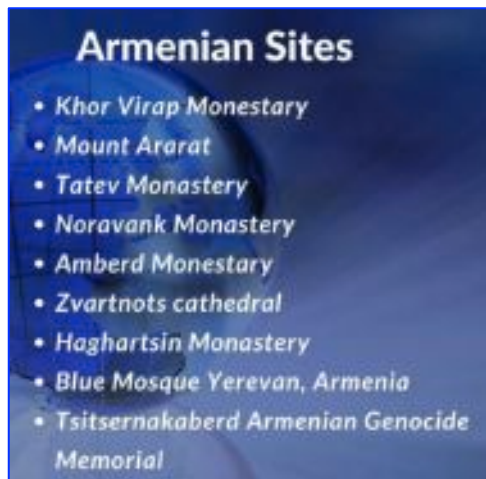 Armenian Sites
• Khor Virap Monestary
• Mount Ararat
• Tatev Monastery
• Noravank Monastery
• Amberd Monestary
• Zvartnots cathedral
• Haghartsin Monastery
• Blue Mosque Yerevan, Armenia
• Tsitsernakaberd Armenian Genocide
Memorial